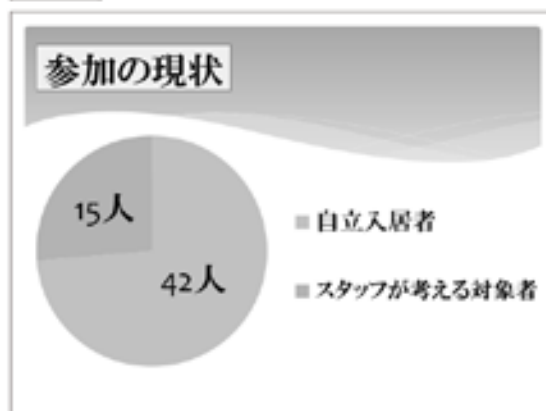 参加の現状
15人
42人
自立入居者
スタッフが考える対象者